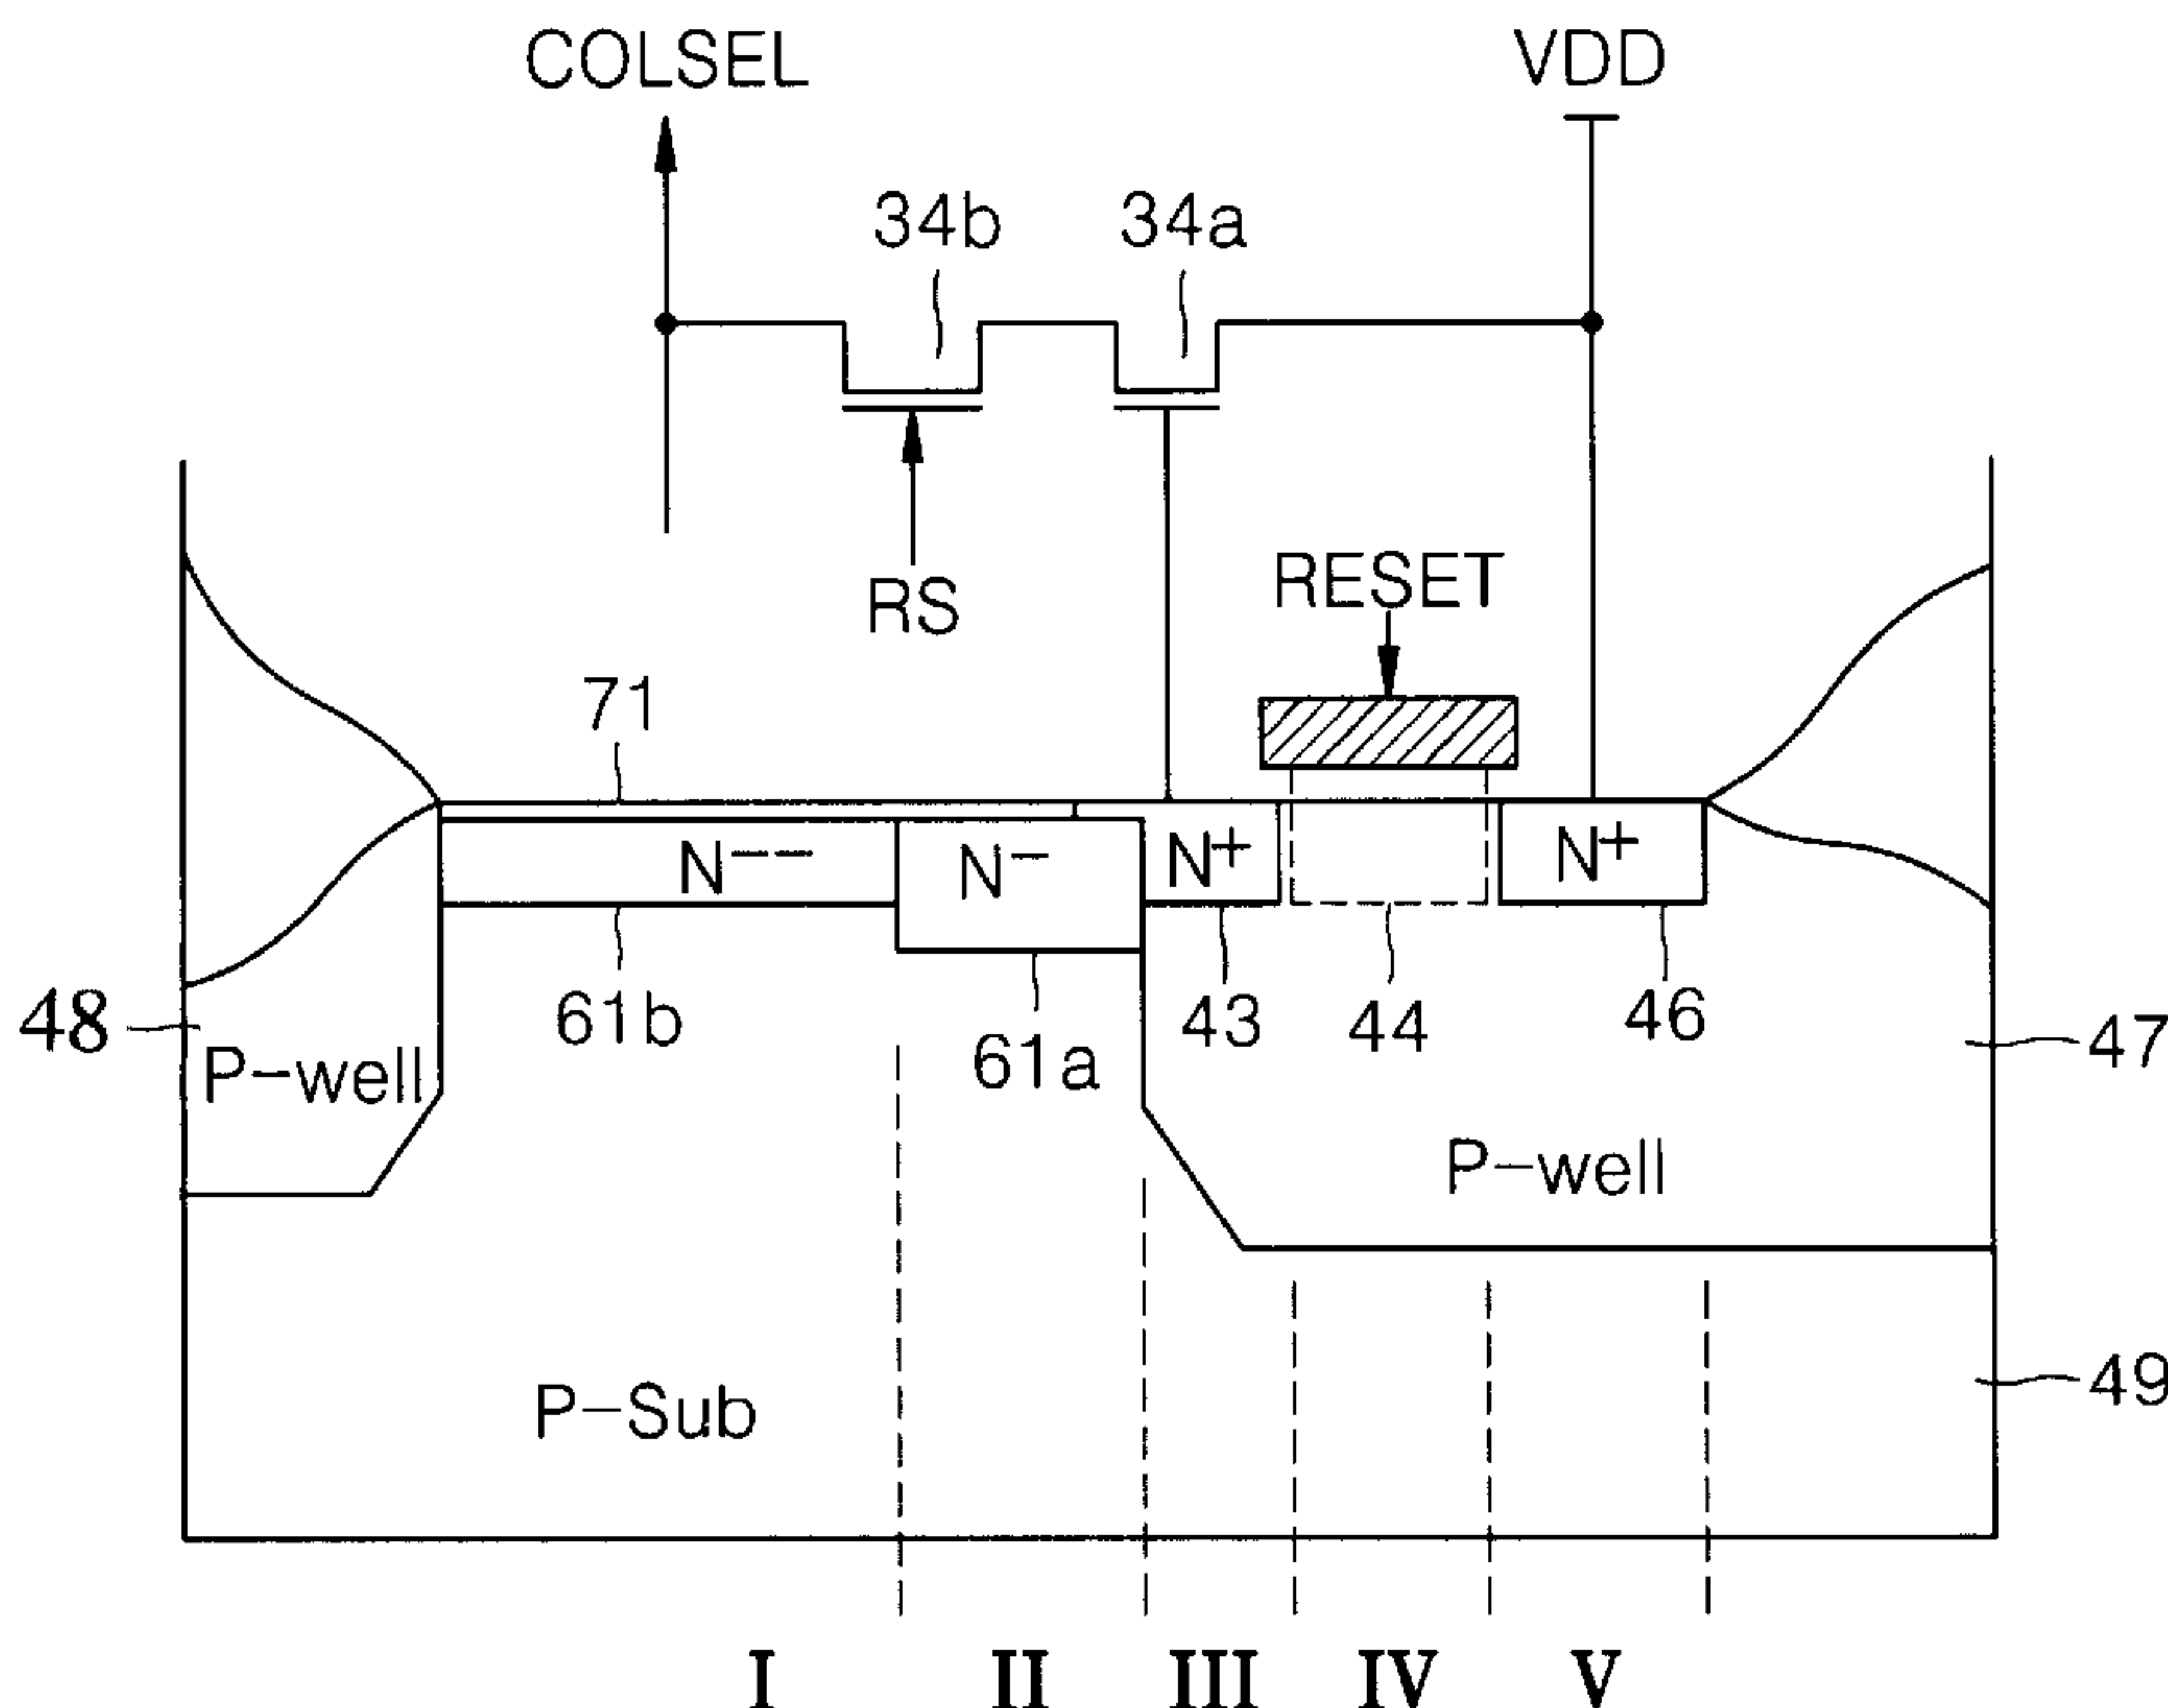 COLSEL
VDD
34b
34a
RS
RESET
71
N−−
N−
N+
N+
48
61b
61a
43
44
46
47
P−well
P−well
P−Sub
49
I
II
III
IV
V